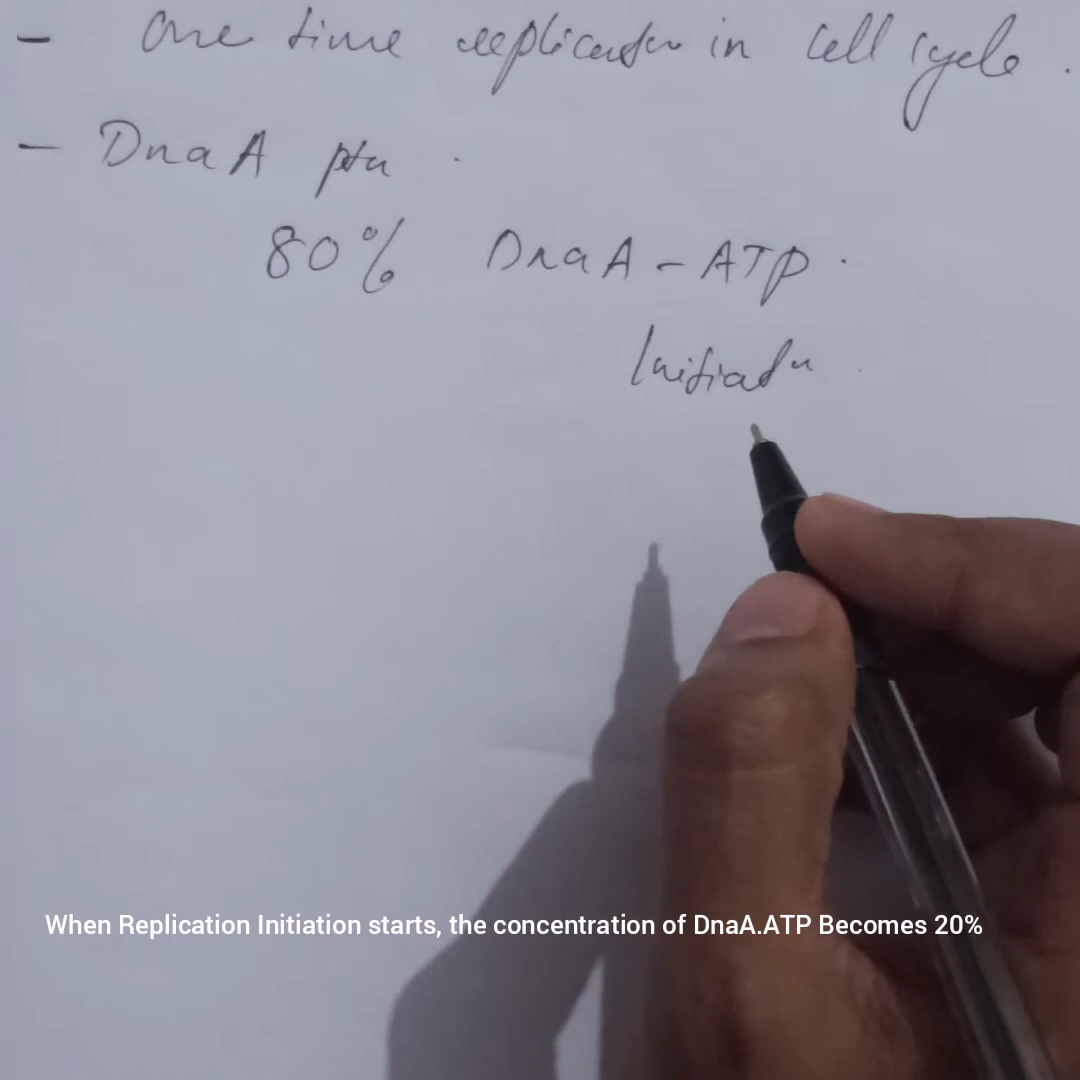 - One time replication in cell cycle.
- DnaA ptn
80% DnaA-ATP.
Initiatn
When Replication Initiation starts, the concentration of DnaA.ATP Becomes 20%